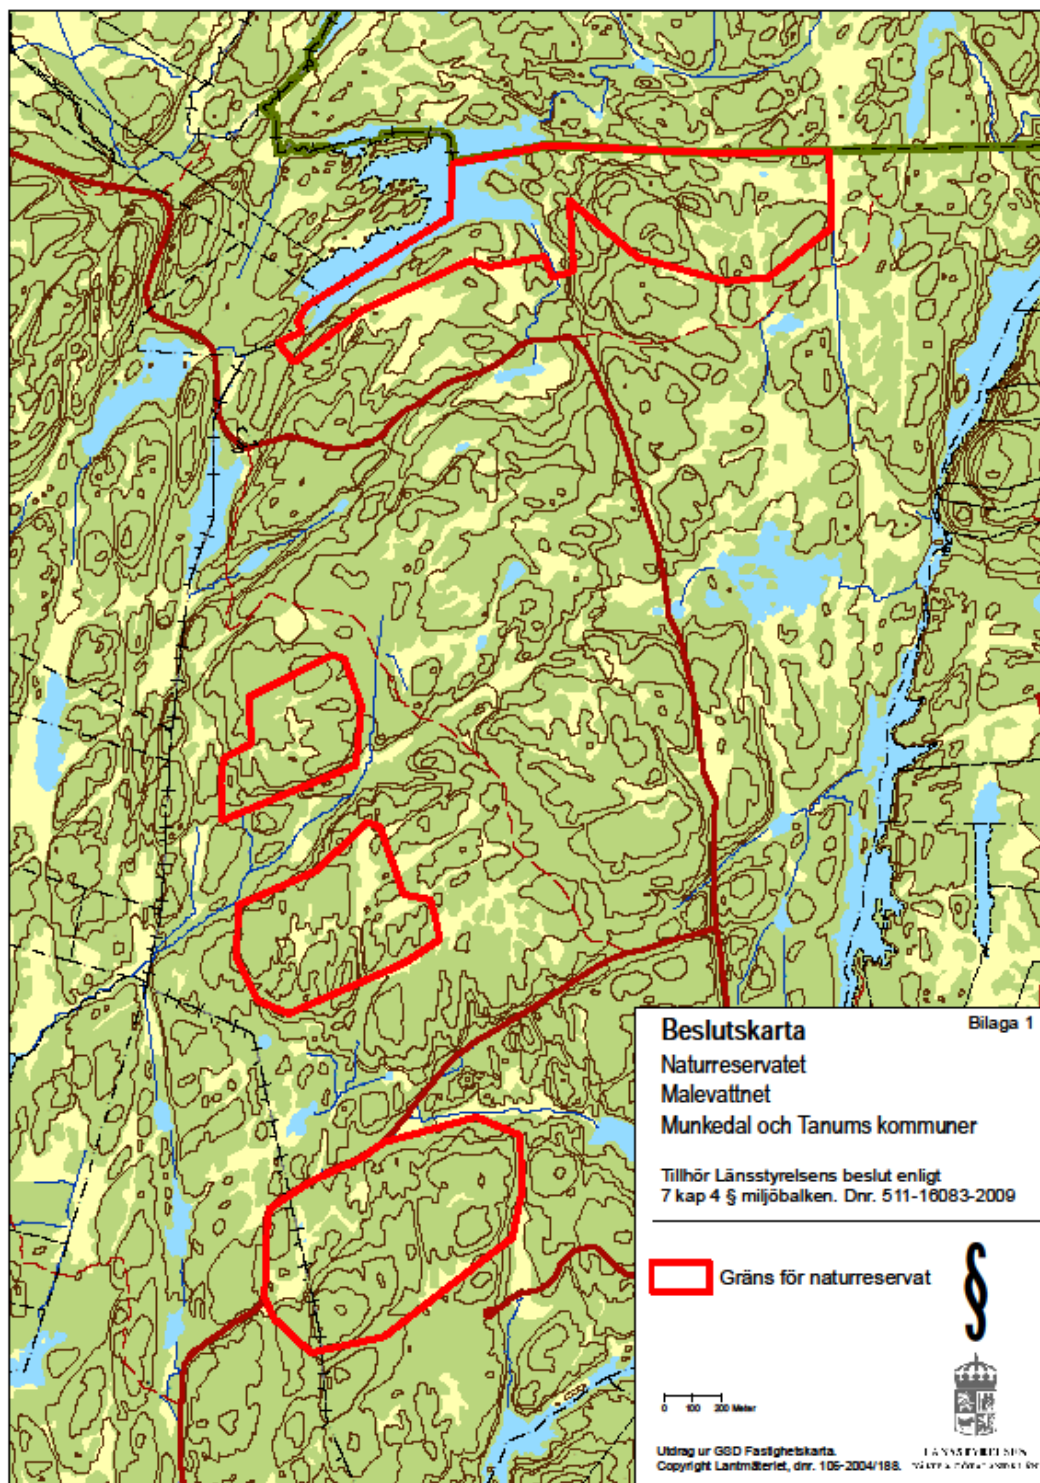 Beslutskarta
Bilaga 1
Naturreservatet
Malevattnet
Munkedal och Tanums kommuner
Tillhör Länsstyrelsens beslut enligt
7 kap 4 § miljöbalken. Dnr. 511-16083-2009
Gräns för naturreservat
§
0 100 200 Meter
Utdrag ur GSD Fastighetskarta.
Copyright Lantmäteriet, dnr. 106-2004/188.
LÄNSSTYRELSEN